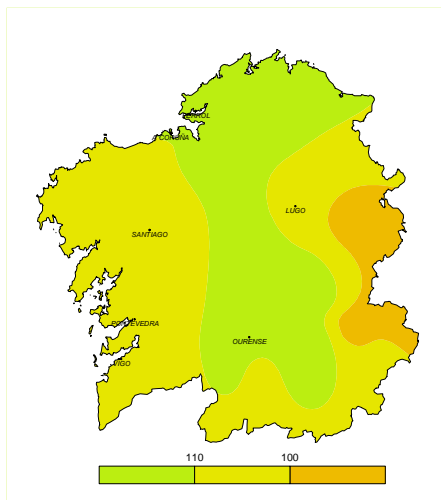 FERROL
A CORUÑA
LUGO
SANTIAGO
PONTEVEDRA
OURENSE
VIGO
110 100